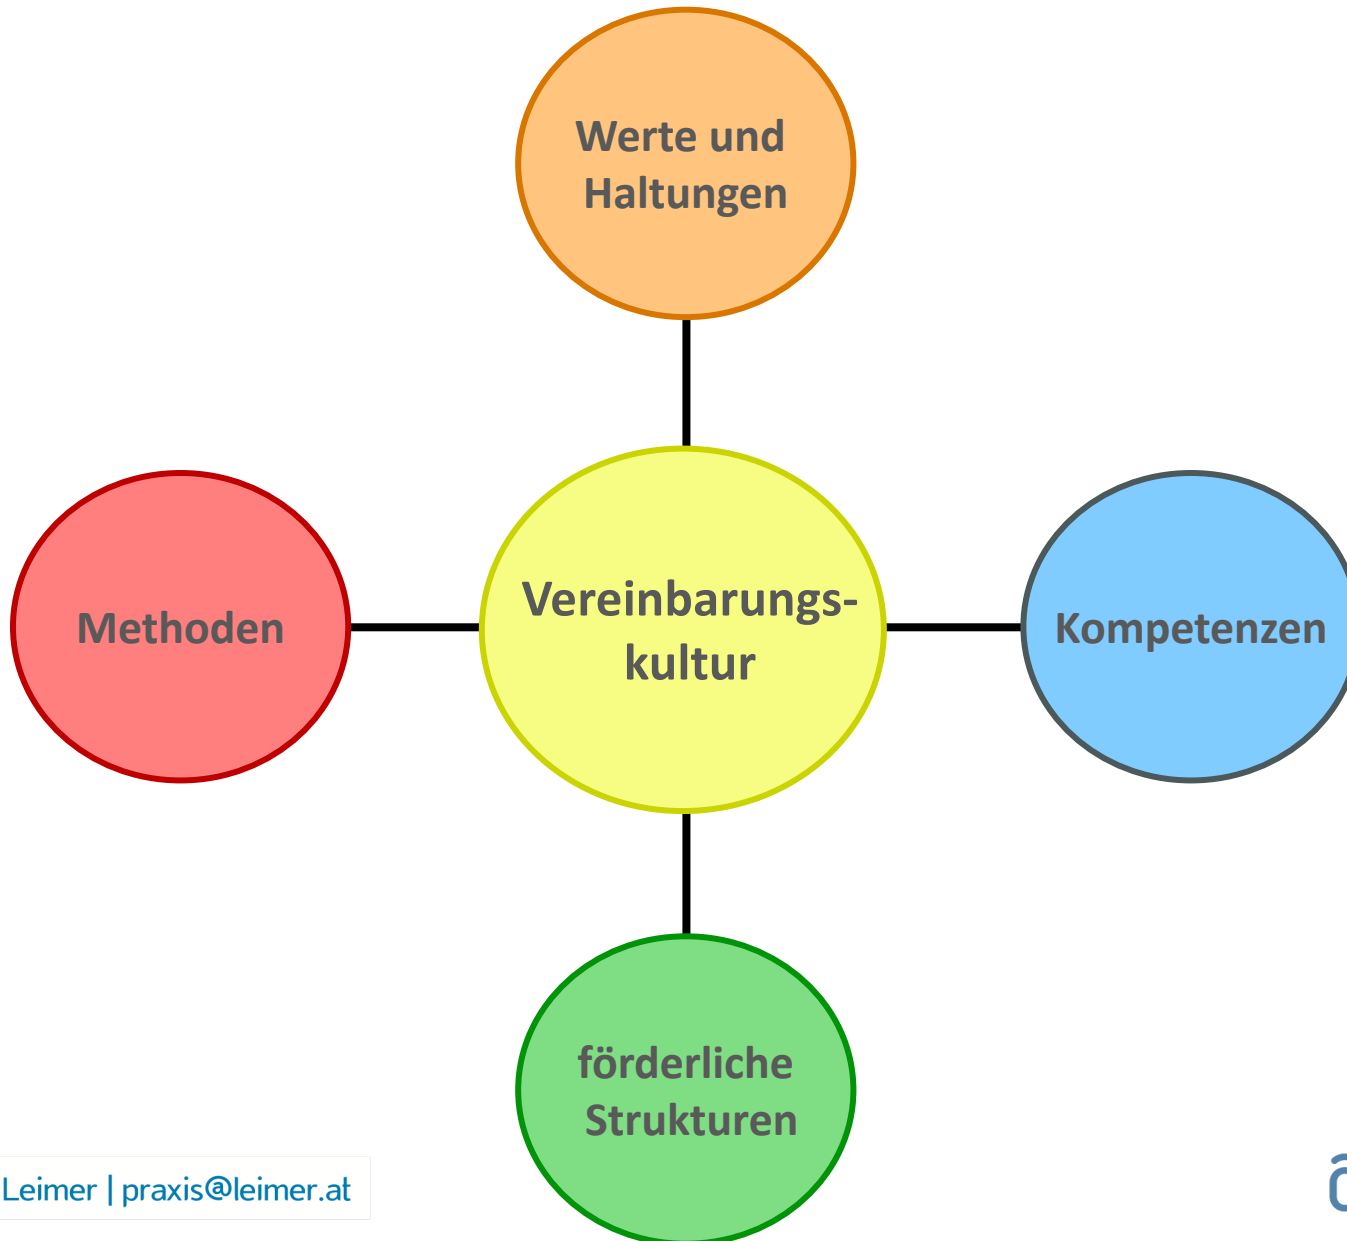 Werte und
Haltungen
Methoden
Vereinbarungs-
kultur
Kompetenzen
förderliche
Strukturen
Leimer | praxis@leimer.at